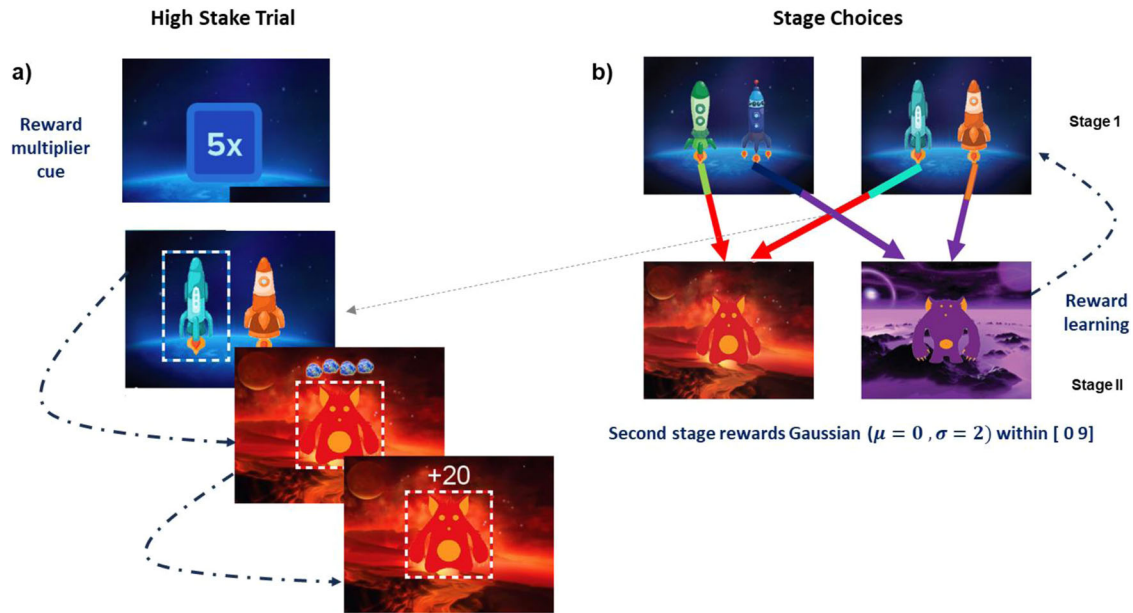 High Stake Trial
a)
Reward
multiplier
cue
5x
+20
Stage Choices
b)
Stage 1
Reward
learning
Stage II
Second stage rewards Gaussian (μ = 0 , σ = 2) within [ 0 9]